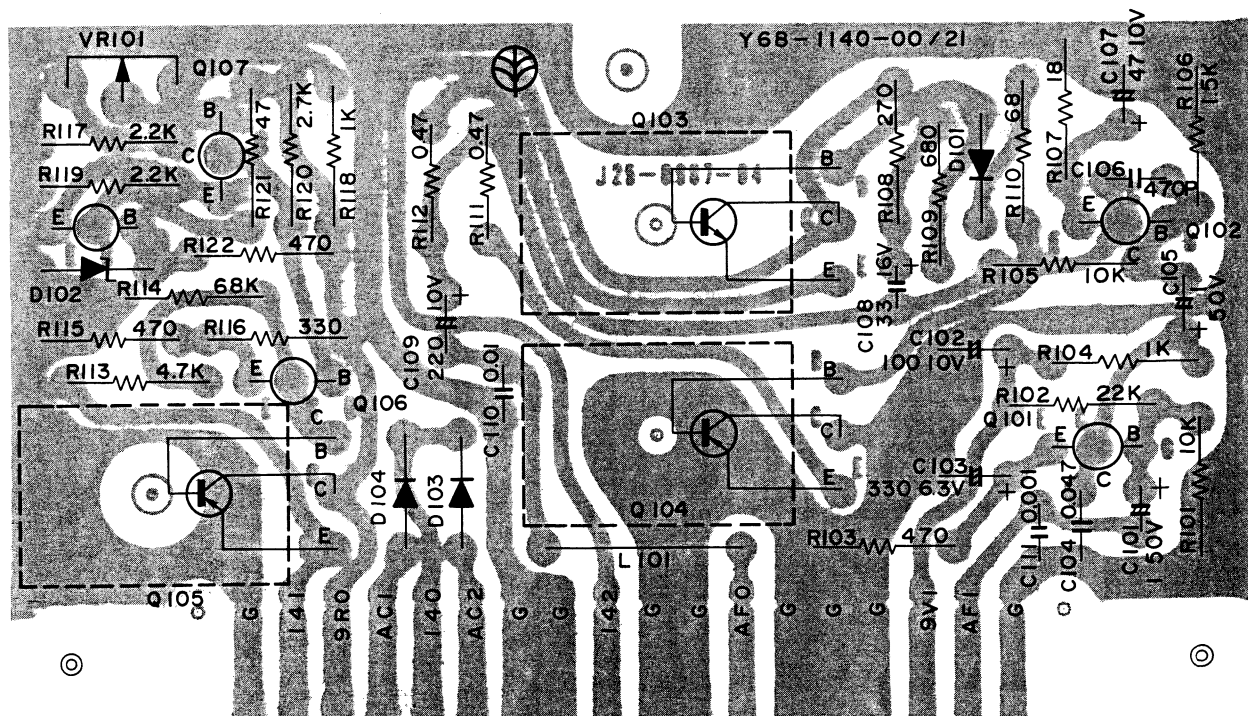 VR101
Q107
Y68-1140-00/21
R117 2.2K
R119 2.2K
B
C
E
47
R121
2.7K
R120
1K
R118
E B
R122 470
D102
R114 68K
R115 470
R116 330
R113 4.7K
E B
C
Q106
0.47
R112
0.47
R111
Q103
B
C
E
270
R108
680
R109
D101
68
R110
18
R107
C107
47 10V
+
R106
1.5K
C106
470P
E B
C
Q102
R105 10K
C105
1 50V
+
C108
33 16V
+
C109
220 10V
+
C110 0.01
C102
100 10V
+
R104 1K
R102 22K
Q101
E B
C
10K
R101
C103
330 6.3V
+
C111 0.001
C104 0.047
C101
1 50V
+
B
C
E
Q104
B
C
E
Q105
D104
D103
L101
R103 470
G
141
9R0
AC1
140
AC2
G
G
142
G
G
AF0
G
G
G
9V1
AF1
G